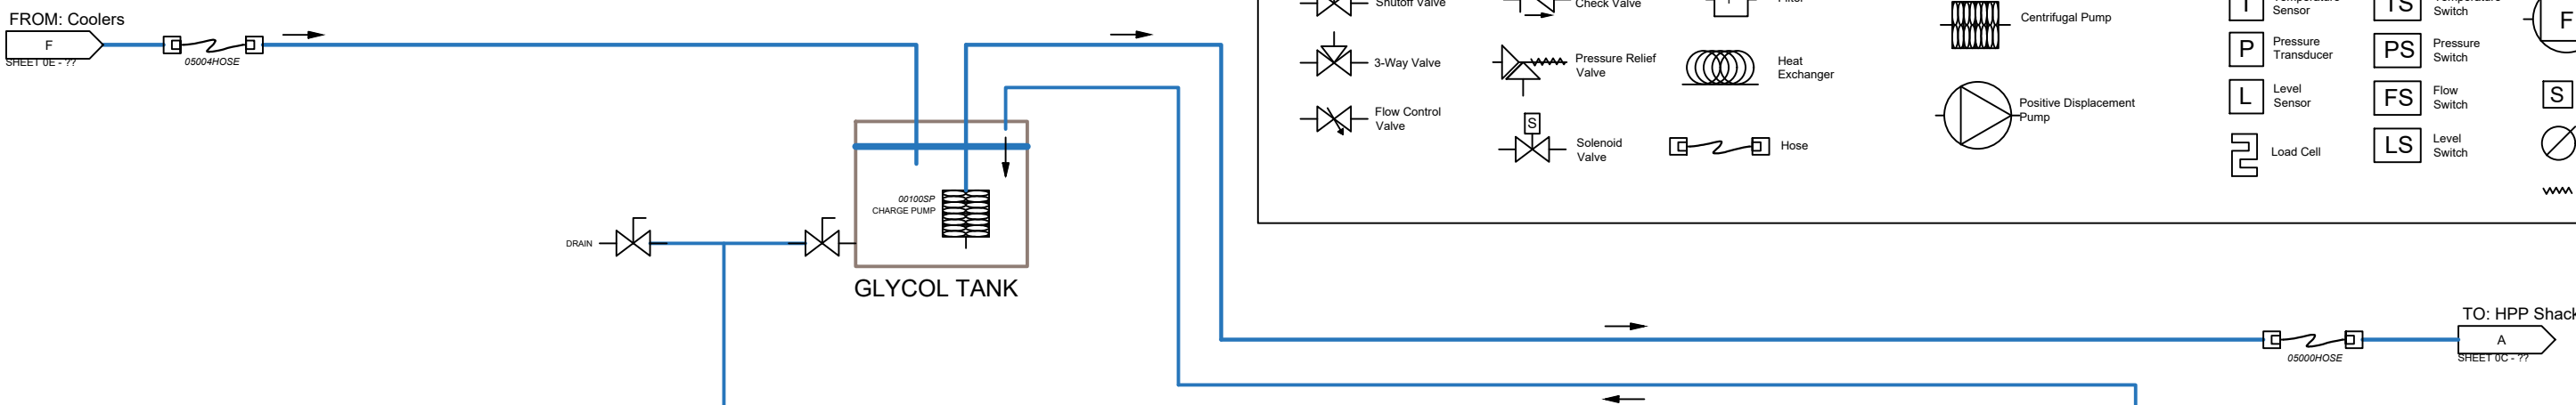 FROM: Coolers
F
SHEET 0E - ??
05004HOSE
00100SP
CHARGE PUMP
DRAIN
GLYCOL TANK
Shutoff Valve
Check Valve
Centrifugal Pump
Sensor
TS
Switch
F
3-Way Valve
Pressure Relief
Valve
Heat
Exchanger
P
Pressure
Transducer
PS
Pressure
Switch
Flow Control
Valve
S
Solenoid
Valve
Hose
Positive Displacement
Pump
L
Level
Sensor
FS
Flow
Switch
S
Load Cell
LS
Level
Switch
TO: HPP Shack
A
SHEET 0C - ??
05000HOSE